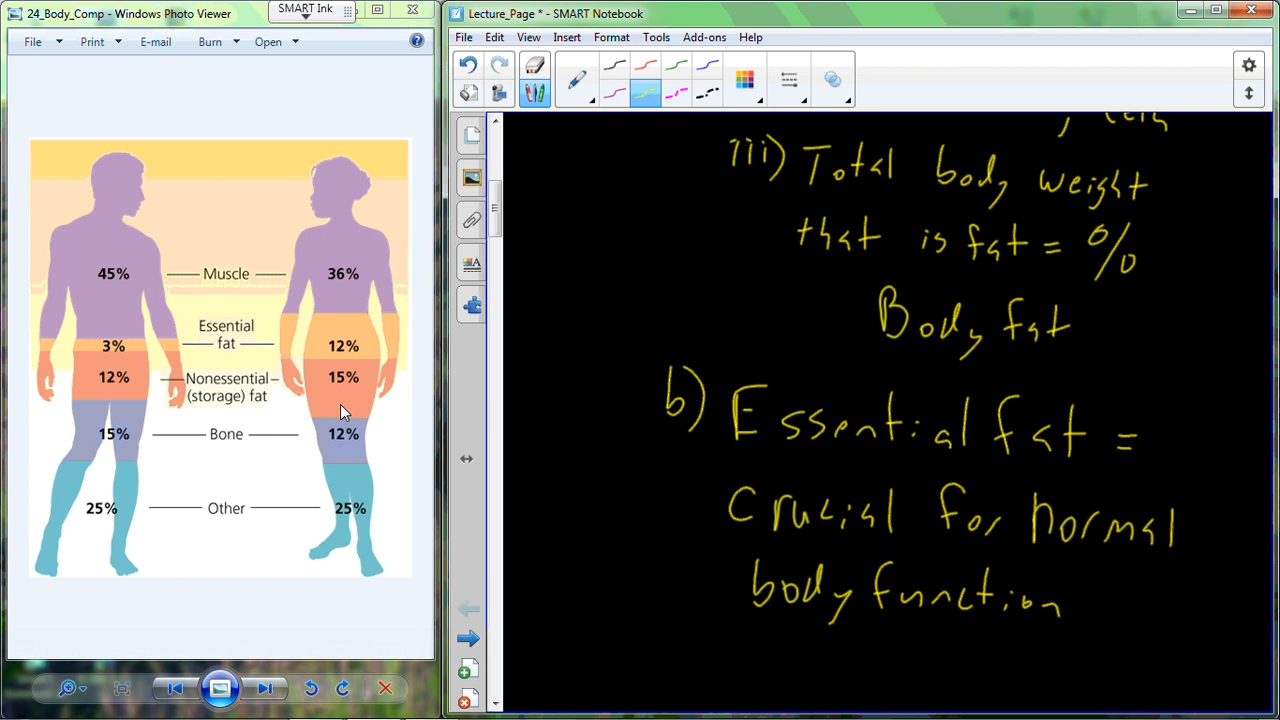 24_Body_Comp - Windows Photo Viewer
SMART Ink
File Print E-mail Burn Open
45% Muscle 36%
Essential
fat
3% 12%
12% Nonessential 15%
(storage) fat
15% Bone 12%
25% Other 25%
Lecture_Page * - SMART Notebook
File Edit View Insert Format Tools Add-ons Help
iii) Total body weight
that is fat = %
Body fat
b) Essential fat =
Crucial for normal
body function